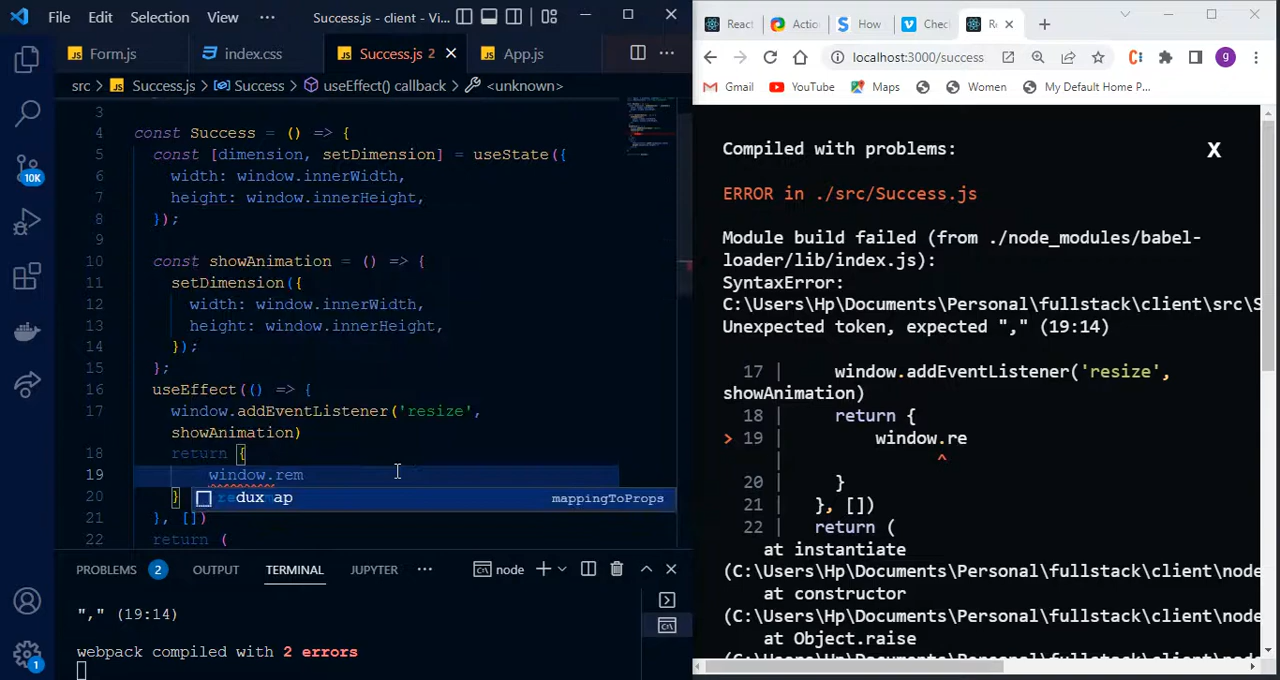 File Edit Selection View ··· Success.js - client - Vi...
Form.js index.css Success.js 2 App.js
src > Success.js > Success > useEffect() callback > <unknown>
3
4 const Success = () => {
5 const [dimension, setDimension] = useState({
6 width: window.innerWidth,
7 height: window.innerHeight,
8 });
9
10 const showAnimation = () => {
11 setDimension({
12 width: window.innerWidth,
13 height: window.innerHeight,
14 });
15 };
16 useEffect(() => {
17 window.addEventListener('resize',
showAnimation)
18 return {
19 window.rem
20 }
reduxmap mappingToProps
21 }, [])
22 return (
PROBLEMS 2 OUTPUT TERMINAL JUPYTER ··· node
"," (19:14)
webpack compiled with 2 errors
10K
1
React Actio How Chec Re
localhost:3000/success g
Gmail YouTube Maps Women My Default Home P...
Compiled with problems: X
ERROR in ./src/Success.js
Module build failed (from ./node_modules/babel-
loader/lib/index.js):
SyntaxError:
C:\Users\Hp\Documents\Personal\fullstack\client\src\S
Unexpected token, expected "," (19:14)
17 | window.addEventListener('resize',
showAnimation)
18 | return {
> 19 | window.re
| ^
20 | }
21 | }, [])
22 | return (
at instantiate
(C:\Users\Hp\Documents\Personal\fullstack\client\node
at constructor
(C:\Users\Hp\Documents\Personal\fullstack\client\node
at Object.raise